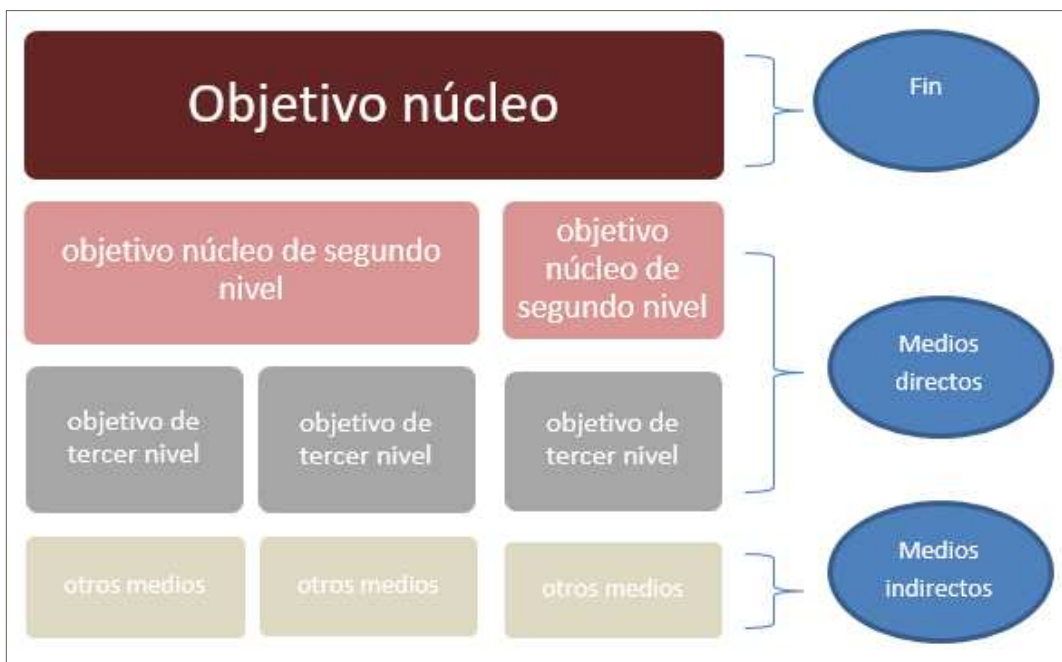 Objetivo núcleo
Fin
objetivo núcleo de segundo
nivel
objetivo
núcleo de
segundo nivel
Medios
directos
objetivo de
tercer nivel
objetivo de
tercer nivel
objetivo de
tercer nivel
otros medios
otros medios
otros medios
Medios
indirectos